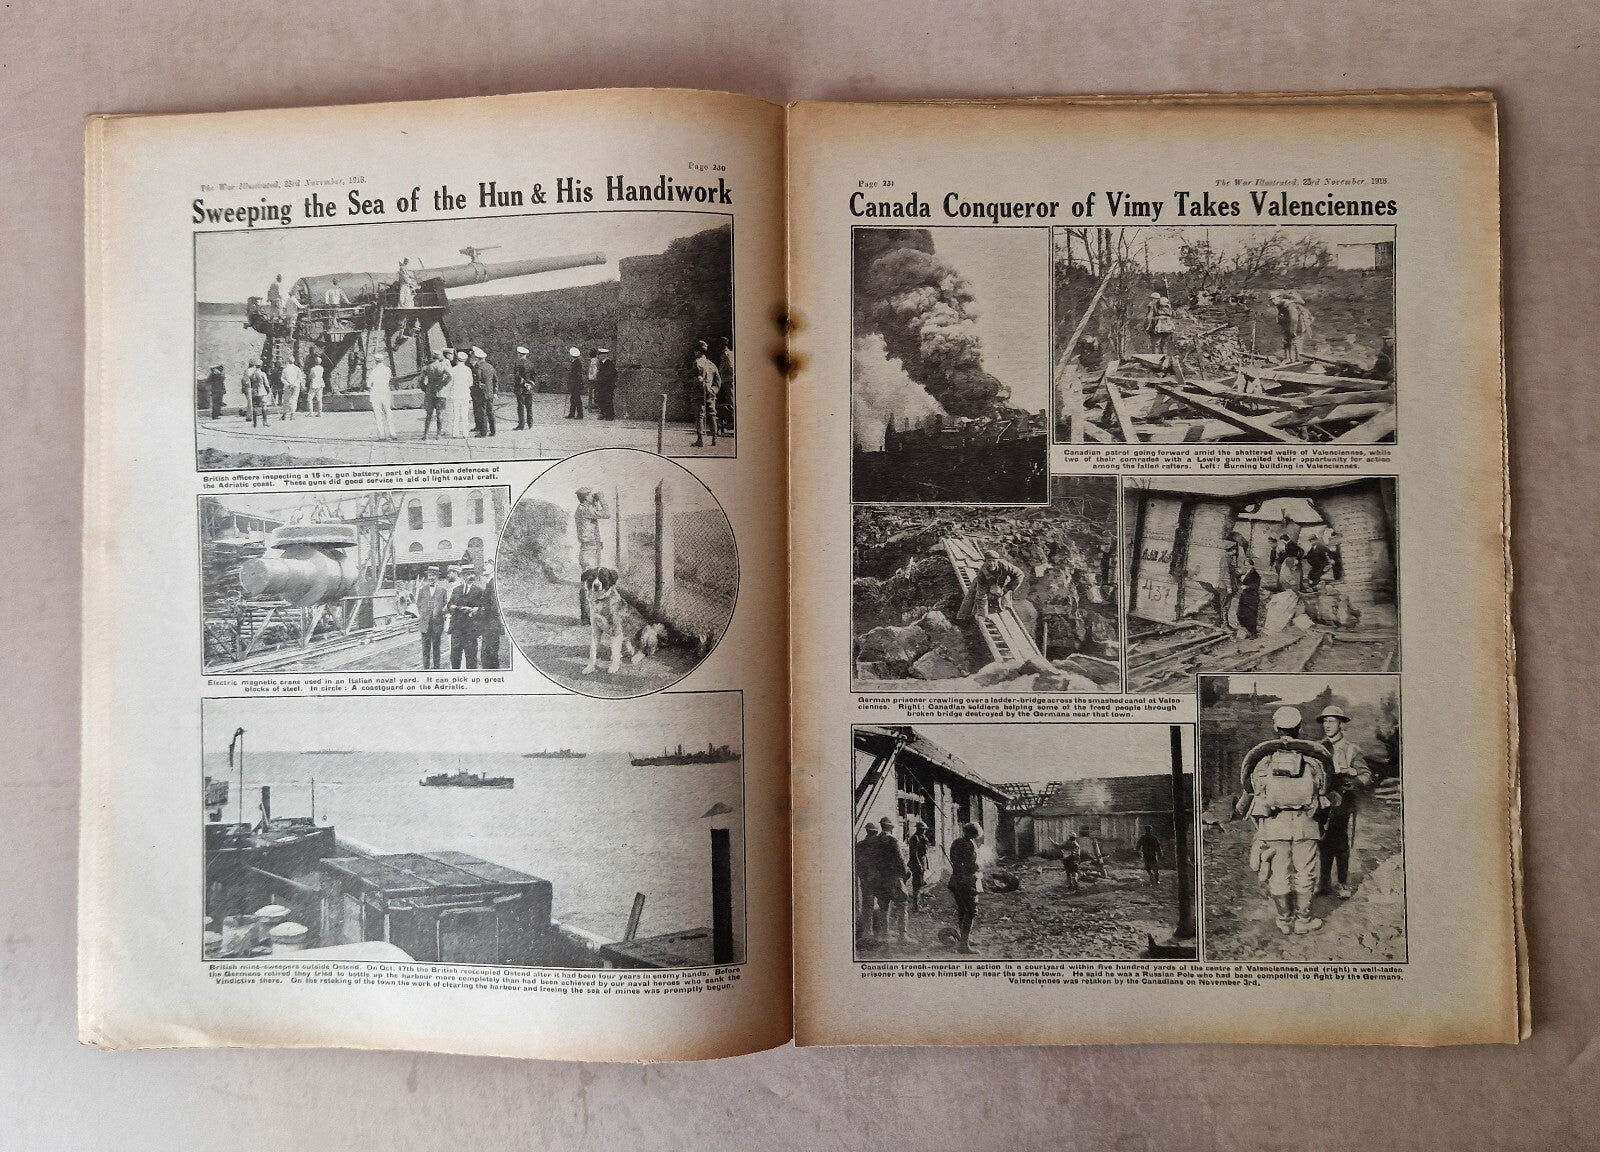 The War Illustrated, 23rd November, 1918.
Page 230
Sweeping the Sea of the Hun & His Handiwork
British officers inspecting a 15 in. gun battery, part of the Italian defences of
the Adriatic coast. These guns did good service in aid of light naval craft.
Electric magnetic crane used in an Italian naval yard. It can pick up great
blocks of steel. In circle: A coastguard on the Adriatic.
British mine-sweepers outside Ostend. On Oct. 17th the British reoccupied Ostend after it had been four years in enemy hands. Before
the Germans retired they tried to bottle up the harbour more completely than had been achieved by our naval heroes who sank the
Vindictive there. On the retaking of the town the work of clearing the harbour and freeing the sea of mines was promptly begun.
Page 231
The War Illustrated, 23rd November, 1918.
Canada Conqueror of Vimy Takes Valenciennes
Canadian patrol going forward amid the shattered walls of Valenciennes, while
two of their comrades with a Lewis gun waited their opportunity for action
among the fallen rafters. Left: Burning building in Valenciennes.
437
German prisoner crawling over a ladder-bridge across the smashed canal at Valen-
ciennes. Right: Canadian soldiers helping some of the freed people through
broken bridge destroyed by the Germans near that town.
Canadian trench-mortar in action in a courtyard within five hundred yards of the centre of Valenciennes, and (right) a well-laden
prisoner who gave himself up near the same town. He said he was a Russian Pole who had been compelled to fight by the Germans.
Valenciennes was retaken by the Canadians on November 3rd.